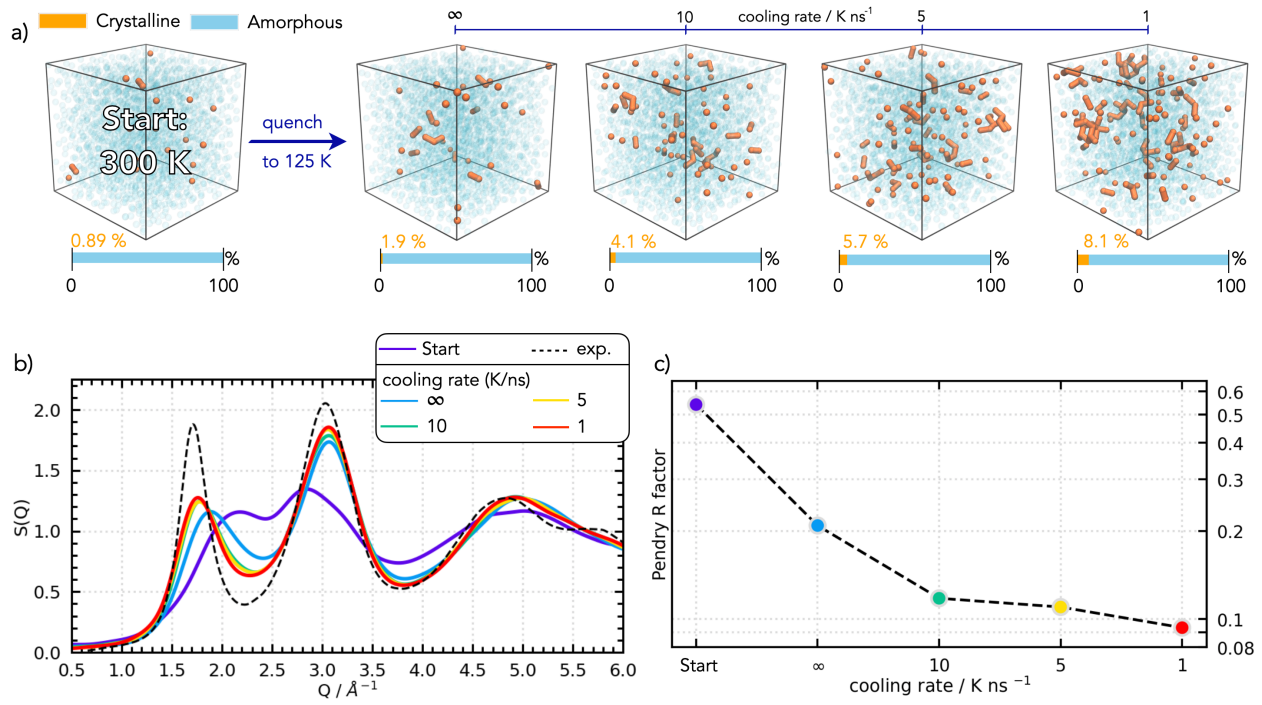 a)
Crystalline
Amorphous
∞ 10 cooling rate / K ns-1 5 1
Start:
300 K
quench
to 125 K
0.89 %
%
0 100
1.9 %
%
0 100
4.1 %
%
0 100
5.7 %
%
0 100
8.1 %
%
0 100
b)
Start
exp.
cooling rate (K/ns)
∞ 5
10 1
S(Q)
2.0
1.5
1.0
0.5
0.0
0.5 1.0 1.5 2.0 2.5 3.0 3.5 4.0 4.5 5.0 5.5 6.0
Q / Å−1
c)
Pendry R factor
0.6
0.5
0.4
0.3
0.2
0.1
0.08
Start ∞ 10 5 1
cooling rate / K ns −1